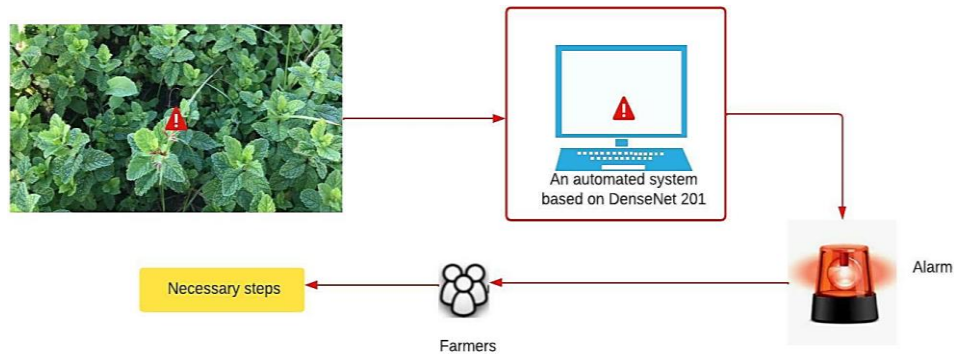 An automated system
based on DenseNet 201
Alarm
Necessary steps
Farmers